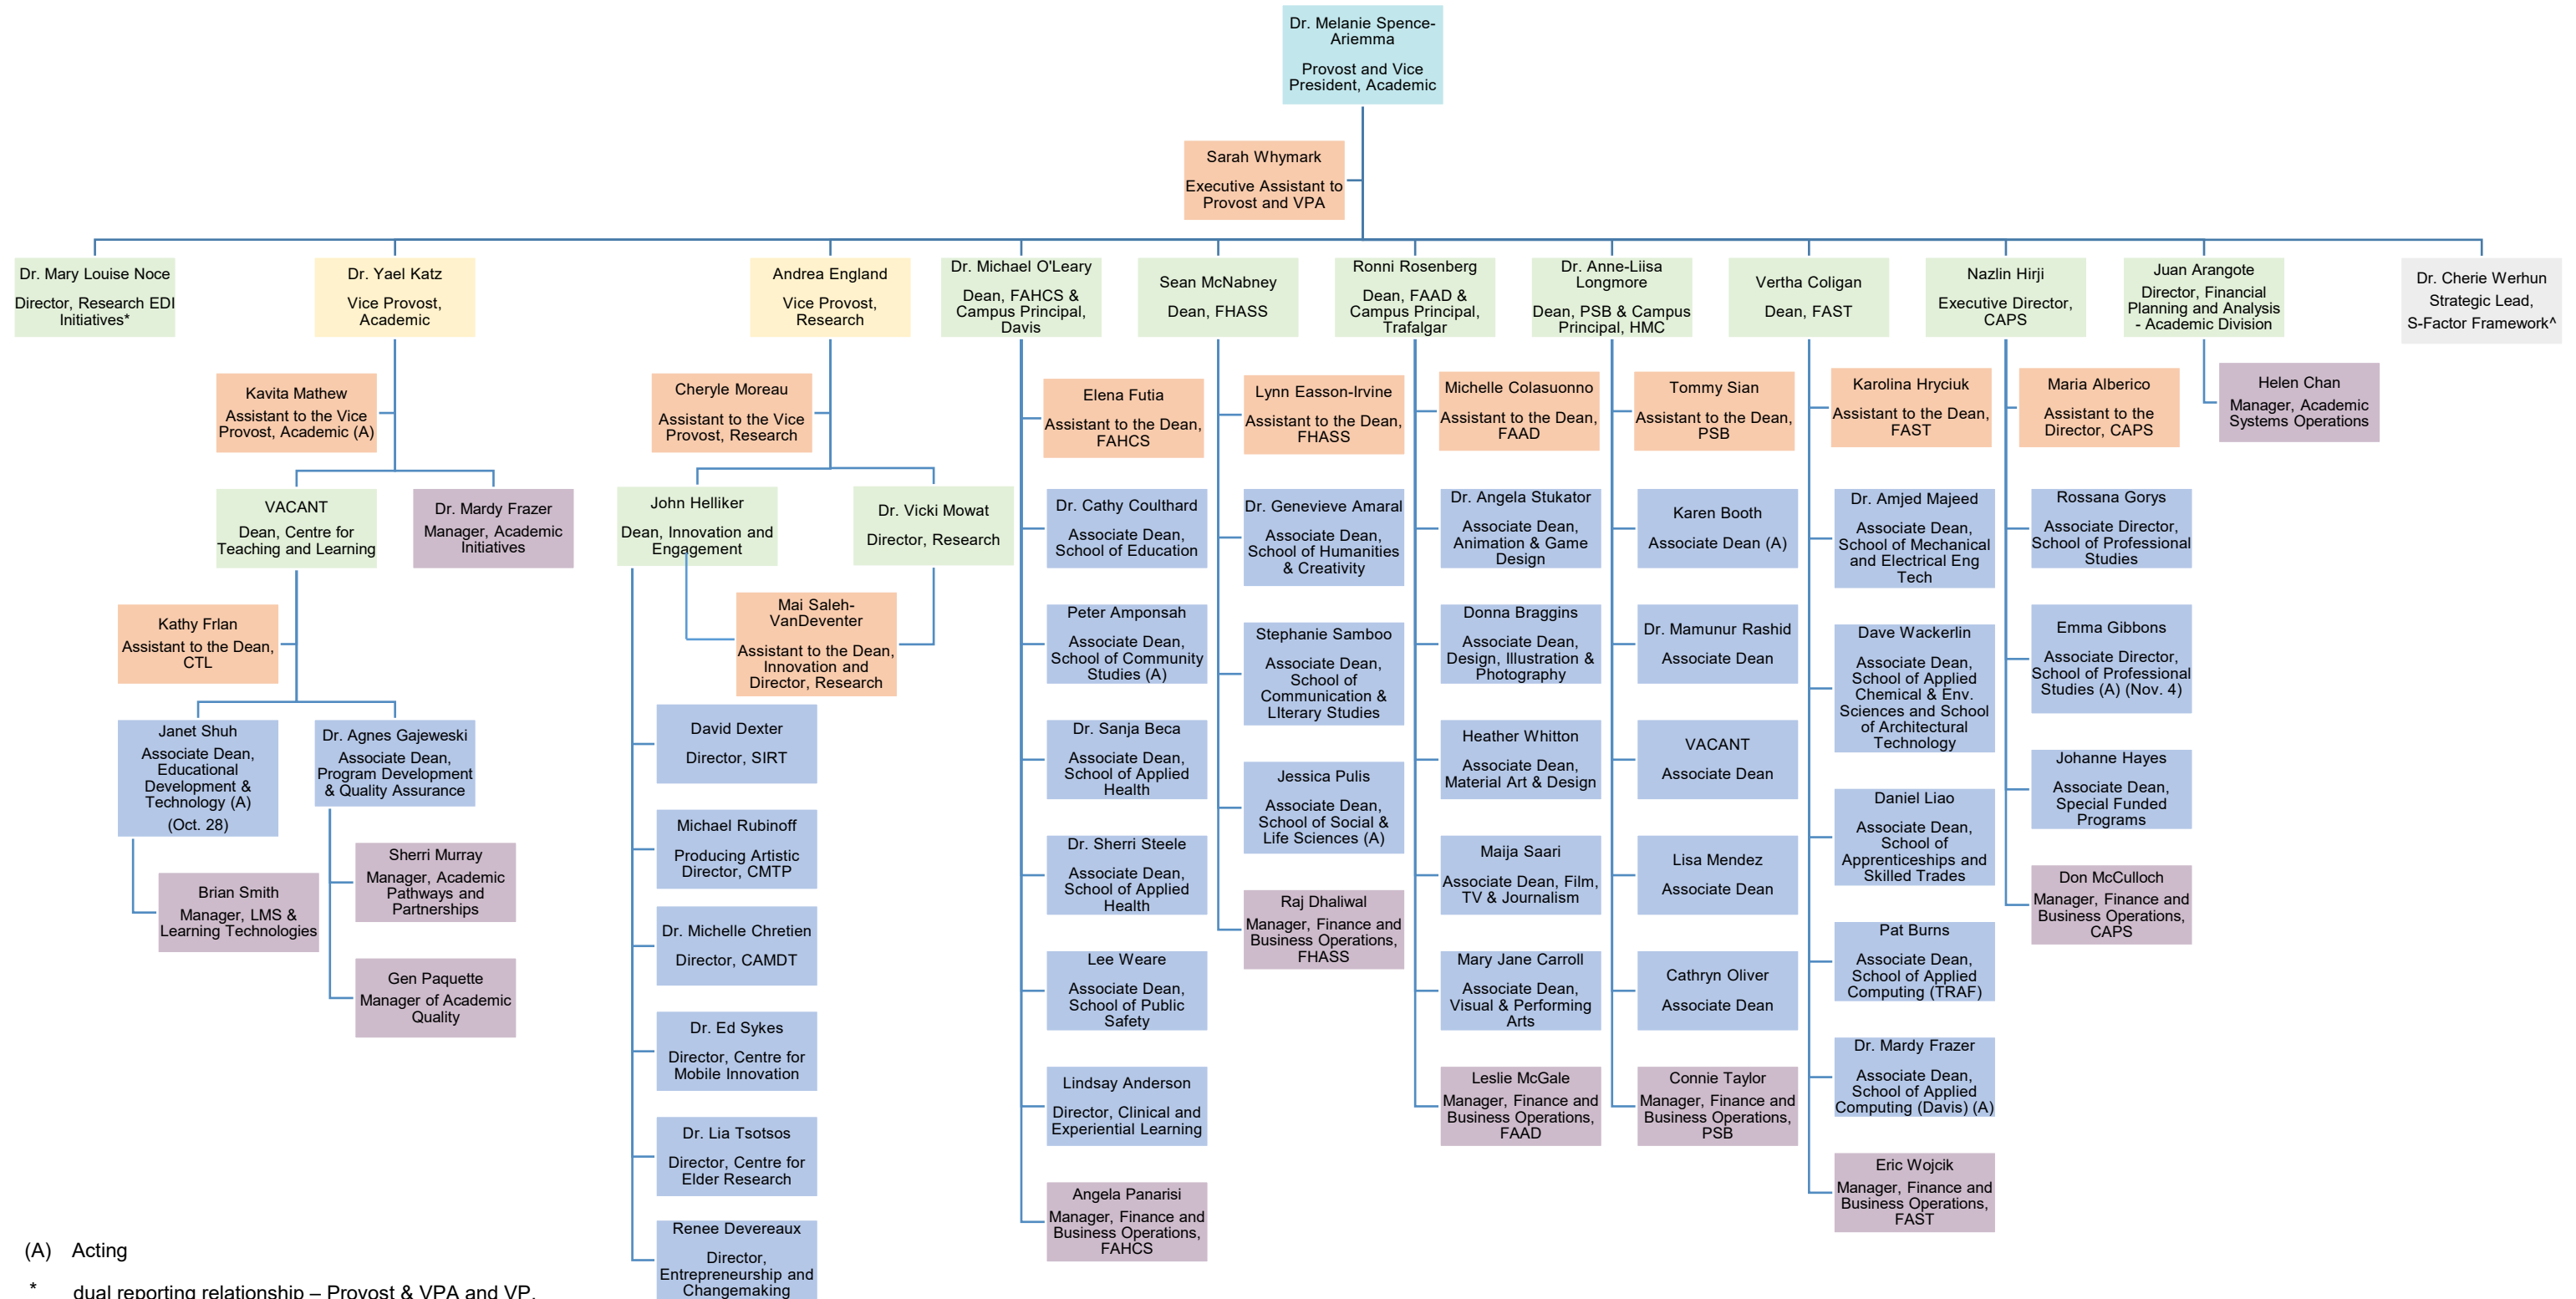 Dr. Melanie Spence-
Ariemma
Provost and Vice
President, Academic
Sarah Whymark
Executive Assistant to
Provost and VPA
Dr. Mary Louise Noce
Director, Research EDI
Initiatives*
Dr. Yael Katz
Vice Provost,
Academic
Andrea England
Vice Provost,
Research
Dr. Michael O'Leary
Dean, FAHCS &
Campus Principal,
Davis
Sean McNabney
Dean, FHASS
Ronni Rosenberg
Dean, FAAD &
Campus Principal,
Trafalgar
Dr. Anne-Liisa
Longmore
Dean, PSB & Campus
Principal, HMC
Vertha Coligan
Dean, FAST
Nazlin Hirji
Executive Director,
CAPS
Juan Arangote
Director, Financial
Planning and Analysis
- Academic Division
Dr. Cherie Werhun
Strategic Lead,
S-Factor Framework^
Kavita Mathew
Assistant to the Vice
Provost, Academic (A)
VACANT
Dean, Centre for
Teaching and Learning
Dr. Mardy Frazer
Manager, Academic
Initiatives
Kathy Frlan
Assistant to the Dean,
CTL
Janet Shuh
Associate Dean,
Educational
Development &
Technology (A)
(Oct. 28)
Dr. Agnes Gajeweski
Associate Dean,
Program Development
& Quality Assurance
Brian Smith
Manager, LMS &
Learning Technologies
Sherri Murray
Manager, Academic
Pathways and
Partnerships
Gen Paquette
Manager of Academic
Quality
Cheryle Moreau
Assistant to the Vice
Provost, Research
John Helliker
Dean, Innovation and
Engagement
Dr. Vicki Mowat
Director, Research
Mai Saleh-
VanDeventer
Assistant to the Dean,
Innovation and
Director, Research
David Dexter
Director, SIRT
Michael Rubinoff
Producing Artistic
Director, CMTP
Dr. Michelle Chretien
Director, CAMDT
Dr. Ed Sykes
Director, Centre for
Mobile Innovation
Dr. Lia Tsotsos
Director, Centre for
Elder Research
Renee Devereaux
Director,
Entrepreneurship and
Changemaking
Elena Futia
Assistant to the Dean,
FAHCS
Dr. Cathy Coulthard
Associate Dean,
School of Education
Peter Amponsah
Associate Dean,
School of Community
Studies (A)
Dr. Sanja Beca
Associate Dean,
School of Applied
Health
Dr. Sherri Steele
Associate Dean,
School of Applied
Health
Lee Weare
Associate Dean,
School of Public
Safety
Lindsay Anderson
Director, Clinical and
Experiential Learning
Angela Panarisi
Manager, Finance and
Business Operations,
FAHCS
Lynn Easson-Irvine
Assistant to the Dean,
FHASS
Dr. Genevieve Amaral
Associate Dean,
School of Humanities
& Creativity
Stephanie Samboo
Associate Dean,
School of
Communication &
LIterary Studies
Jessica Pulis
Associate Dean,
School of Social &
Life Sciences (A)
Raj Dhaliwal
Manager, Finance and
Business Operations,
FHASS
Michelle Colasuonno
Assistant to the Dean,
FAAD
Dr. Angela Stukator
Associate Dean,
Animation & Game
Design
Donna Braggins
Associate Dean,
Design, Illustration &
Photography
Heather Whitton
Associate Dean,
Material Art & Design
Maija Saari
Associate Dean, Film,
TV & Journalism
Mary Jane Carroll
Associate Dean,
Visual & Performing
Arts
Leslie McGale
Manager, Finance and
Business Operations,
FAAD
Tommy Sian
Assistant to the Dean,
PSB
Karen Booth
Associate Dean (A)
Dr. Mamunur Rashid
Associate Dean
VACANT
Associate Dean
Lisa Mendez
Associate Dean
Cathryn Oliver
Associate Dean
Connie Taylor
Manager, Finance and
Business Operations,
PSB
Karolina Hryciuk
Assistant to the Dean,
FAST
Dr. Amjed Majeed
Associate Dean,
School of Mechanical
and Electrical Eng
Tech
Dave Wackerlin
Associate Dean,
School of Applied
Chemical & Env.
Sciences and School
of Architectural
Technology
Daniel Liao
Associate Dean,
School of
Apprenticeships and
Skilled Trades
Pat Burns
Associate Dean,
School of Applied
Computing (TRAF)
Dr. Mardy Frazer
Associate Dean,
School of Applied
Computing (Davis) (A)
Eric Wojcik
Manager, Finance and
Business Operations,
FAST
Maria Alberico
Assistant to the
Director, CAPS
Rossana Gorys
Associate Director,
School of Professional
Studies
Emma Gibbons
Associate Director,
School of Professional
Studies (A) (Nov. 4)
Johanne Hayes
Associate Dean,
Special Funded
Programs
Don McCulloch
Manager, Finance and
Business Operations,
CAPS
Helen Chan
Manager, Academic
Systems Operations
(A) Acting
* dual reporting relationship – Provost & VPA and VP,